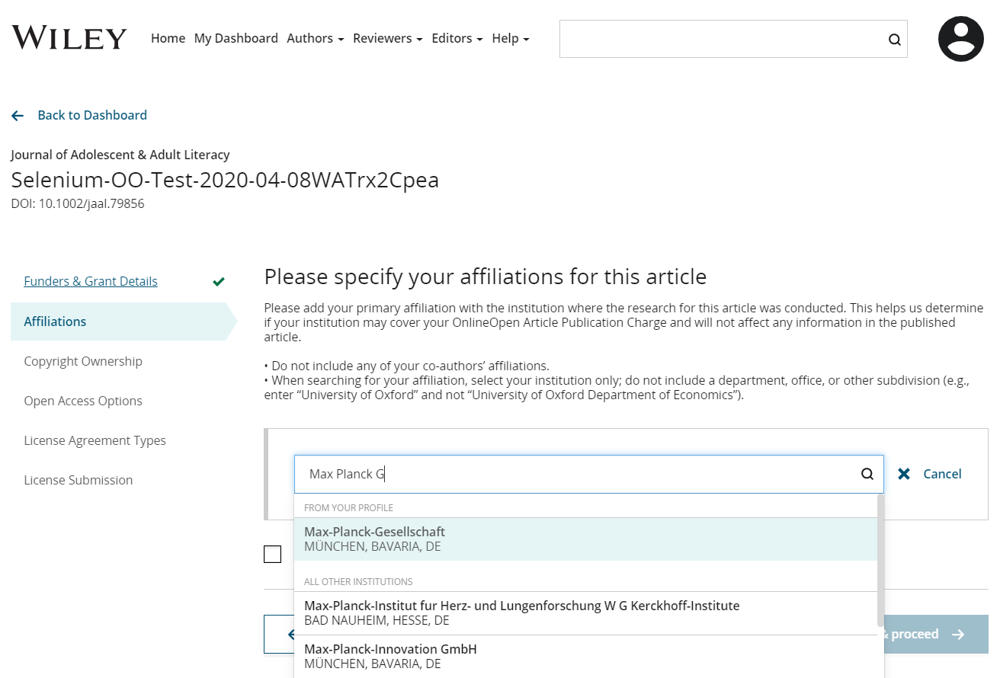 WILEY
Home My Dashboard Authors Reviewers Editors Help
Back to Dashboard
Journal of Adolescent & Adult Literacy
Selenium-OO-Test-2020-04-08WATrx2Cpea
DOI: 10.1002/jaal.79856
Funders & Grant Details
Affiliations
Copyright Ownership
Open Access Options
License Agreement Types
License Submission
Please specify your affiliations for this article
Please add your primary affiliation with the institution where the research for this article was conducted. This helps us determine
if your institution may cover your OnlineOpen Article Publication Charge and will not affect any information in the published
article.
• Do not include any of your co-authors’ affiliations.
• When searching for your affiliation, select your institution only; do not include a department, office, or other subdivision (e.g.,
enter “University of Oxford” and not “University of Oxford Department of Economics”).
Max Planck G
Cancel
FROM YOUR PROFILE
Max-Planck-Gesellschaft
MÜNCHEN, BAVARIA, DE
ALL OTHER INSTITUTIONS
Max-Planck-Institut fur Herz- und Lungenforschung W G Kerckhoff-Institute
BAD NAUHEIM, HESSE, DE
Max-Planck-Innovation GmbH
MÜNCHEN, BAVARIA, DE
& proceed